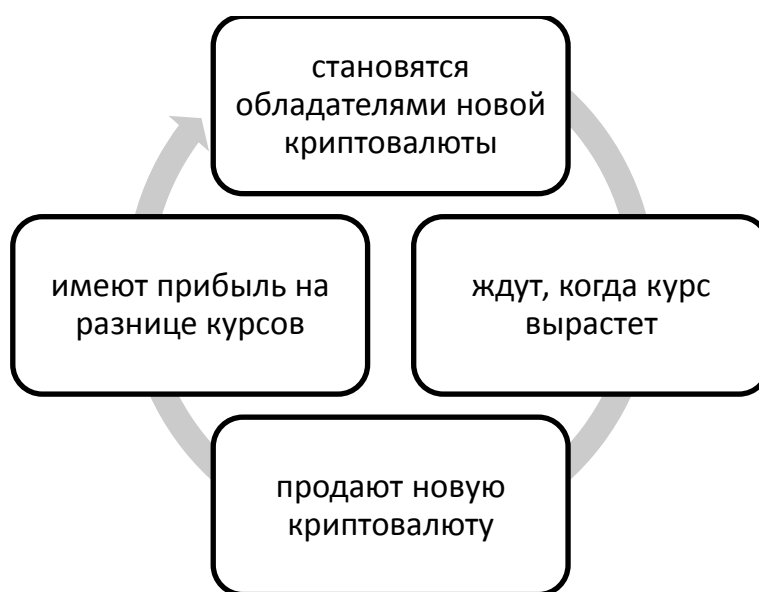 становятся
обладателями новой
криптовалюты
ждут, когда курс
вырастет
продают новую
криптовалюту
имеют прибыль на
разнице курсов